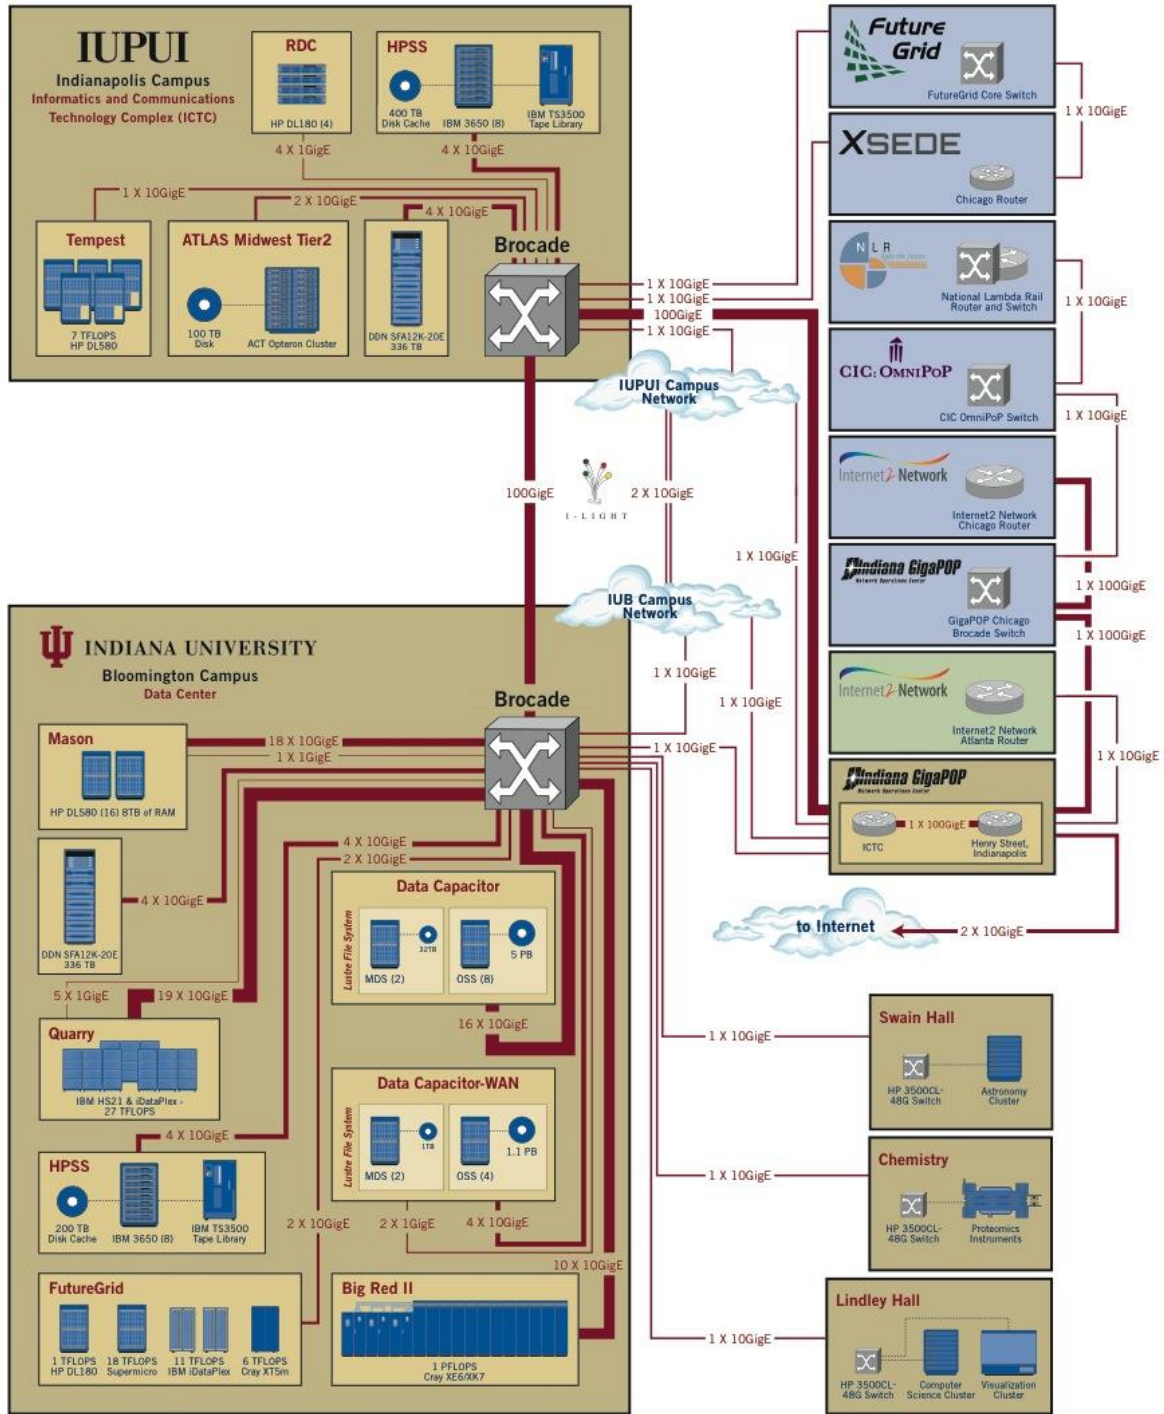 IUPUI
Indianapolis Campus
Informatics and Communications
Technology Complex (ICTC)
RDC
HP DL180 (4)
4 X 1GigE
HPSS
400 TB
Disk Cache
IBM 3650 (8)
IBM TS3500
Tape Library
4 X 10GigE
1 X 10GigE
2 X 10GigE
4 X 10GigE
Tempest
7 TFLOPS
HP DL580
ATLAS Midwest Tier2
100 TB
Disk
ACT Opteron Cluster
DDN SFA12K-20E
336 TB
Brocade
1 X 10GigE
1 X 10GigE
100GigE
1 X 10GigE
IUPUI Campus
Network
100GigE
I-LIGHT
2 X 10GigE
1 X 10GigE
IUB Campus
Network
1 X 10GigE
1 X 10GigE
1 X 10GigE
Future
Grid
FutureGrid Core Switch
1 X 10GigE
XSEDE
Chicago Router
NLR
National Lambda Rail
Router and Switch
1 X 10GigE
CIC: OMNIPOP
CIC OmniPoP Switch
1 X 10GigE
Internet2 Network
Internet2 Network
Chicago Router
Indiana GigaPOP
Network Operations Center
GigaPOP Chicago
Brocade Switch
1 X 100GigE
1 X 100GigE
Internet2 Network
Internet2 Network
Atlanta Router
1 X 10GigE
Indiana GigaPOP
Network Operations Center
1 X 100GigE
ICTC
Henry Street,
Indianapolis
to Internet
2 X 10GigE
INDIANA UNIVERSITY
Bloomington Campus
Data Center
Brocade
Mason
HP DL580 (16) 8TB of RAM
18 X 10GigE
1 X 1GigE
DDN SFA12K-20E
336 TB
4 X 10GigE
4 X 10GigE
2 X 10GigE
5 X 1GigE
19 X 10GigE
Quarry
IBM HS21 & iDataPlex -
27 TFLOPS
4 X 10GigE
HPSS
200 TB
Disk Cache
IBM 3650 (8)
IBM TS3500
Tape Library
FutureGrid
1 TFLOPS
HP DL180
18 TFLOPS
Supermicro
11 TFLOPS
IBM iDataPlex
6 TFLOPS
Cray XT5m
Data Capacitor
Lustre File System
MDS (2)
32TB
OSS (8)
5 PB
16 X 10GigE
Data Capacitor-WAN
Lustre File System
MDS (2)
1TB
OSS (4)
1.1 PB
2 X 10GigE
2 X 1GigE
4 X 10GigE
10 X 10GigE
Big Red II
1 PFLOPS
Cray XE6/XK7
1 X 10GigE
Swain Hall
HP 3500CL-
48G Switch
Astronomy
Cluster
1 X 10GigE
Chemistry
HP 3500CL-
48G Switch
Proteomics
Instruments
1 X 10GigE
Lindley Hall
HP 3500CL-
48G Switch
Computer
Science Cluster
Visualization
Cluster